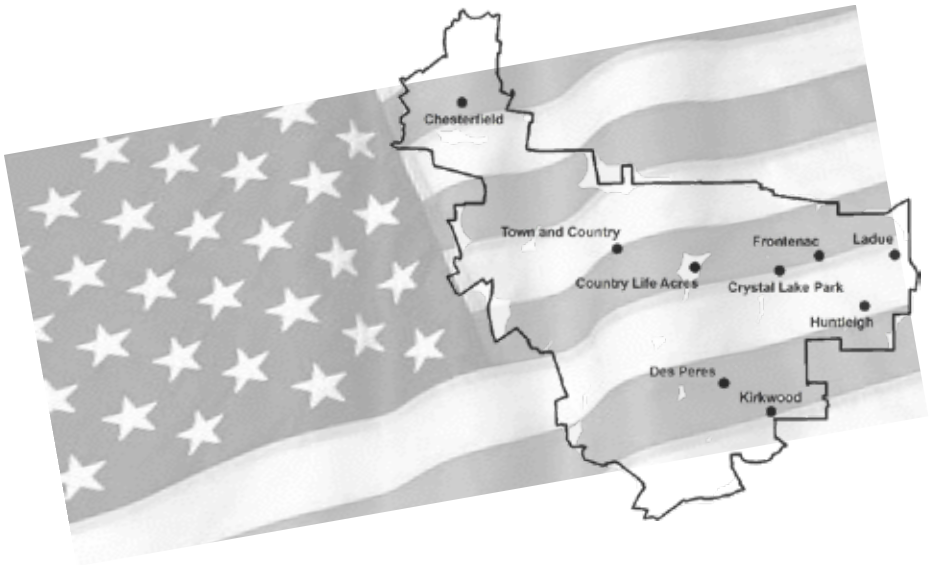 Chesterfield
Town and Country
Frontenac
Ladue
Country Life Acres
Crystal Lake Park
Huntleigh
Des Peres
Kirkwood